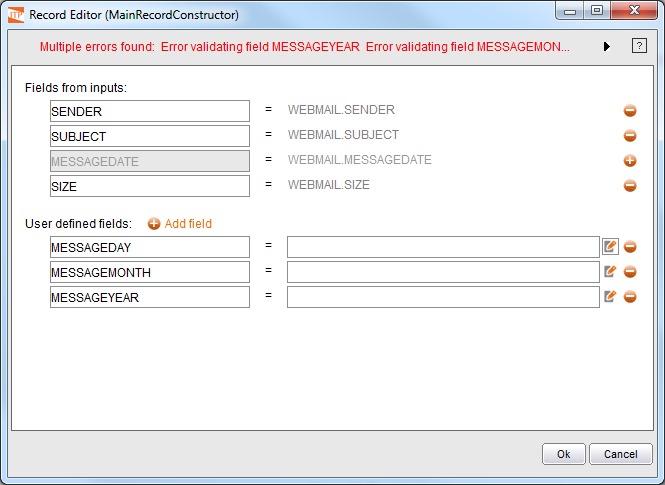 Record Editor (MainRecordConstructor)
Multiple errors found: Error validating field MESSAGEYEAR Error validating field MESSAGEMON... ?
Fields from inputs:
SENDER = WEBMAIL.SENDER
SUBJECT = WEBMAIL.SUBJECT
MESSAGEDATE = WEBMAIL.MESSAGEDATE
SIZE = WEBMAIL.SIZE
User defined fields: Add field
MESSAGEDAY =
MESSAGEMONTH =
MESSAGEYEAR =
Ok Cancel